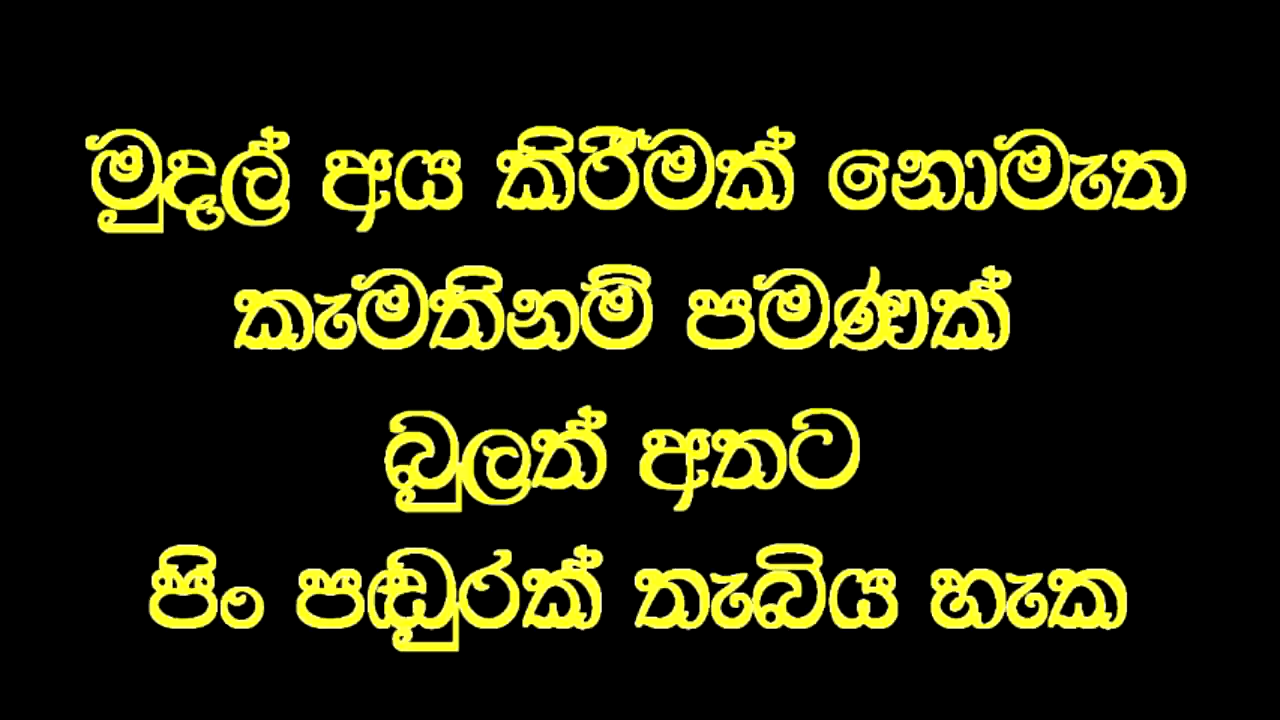 මුදල් අය කිරීමක් නොමැත
කැමතිනම් පමණක්
බුලත් අතට
පිං පඬුරක් තැබිය හැක